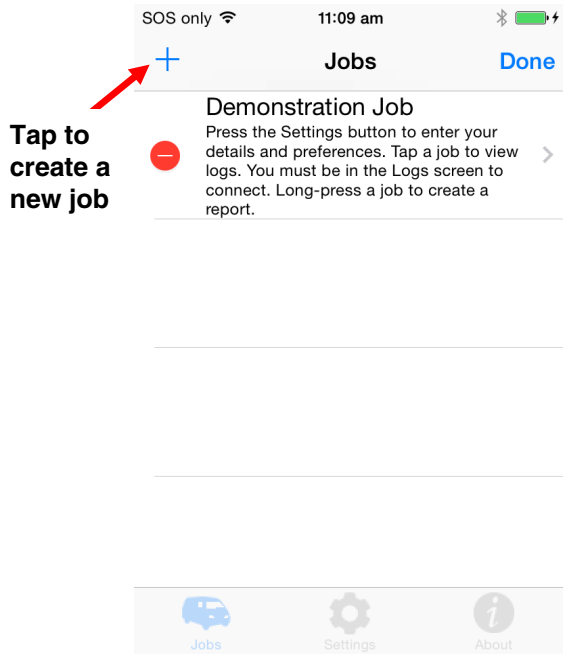 SOS only 11:09 am
Jobs Done
Tap to
create a
new job
Demonstration Job
Press the Settings button to enter your
details and preferences. Tap a job to view
logs. You must be in the Logs screen to
connect. Long-press a job to create a
report.
Jobs Settings About